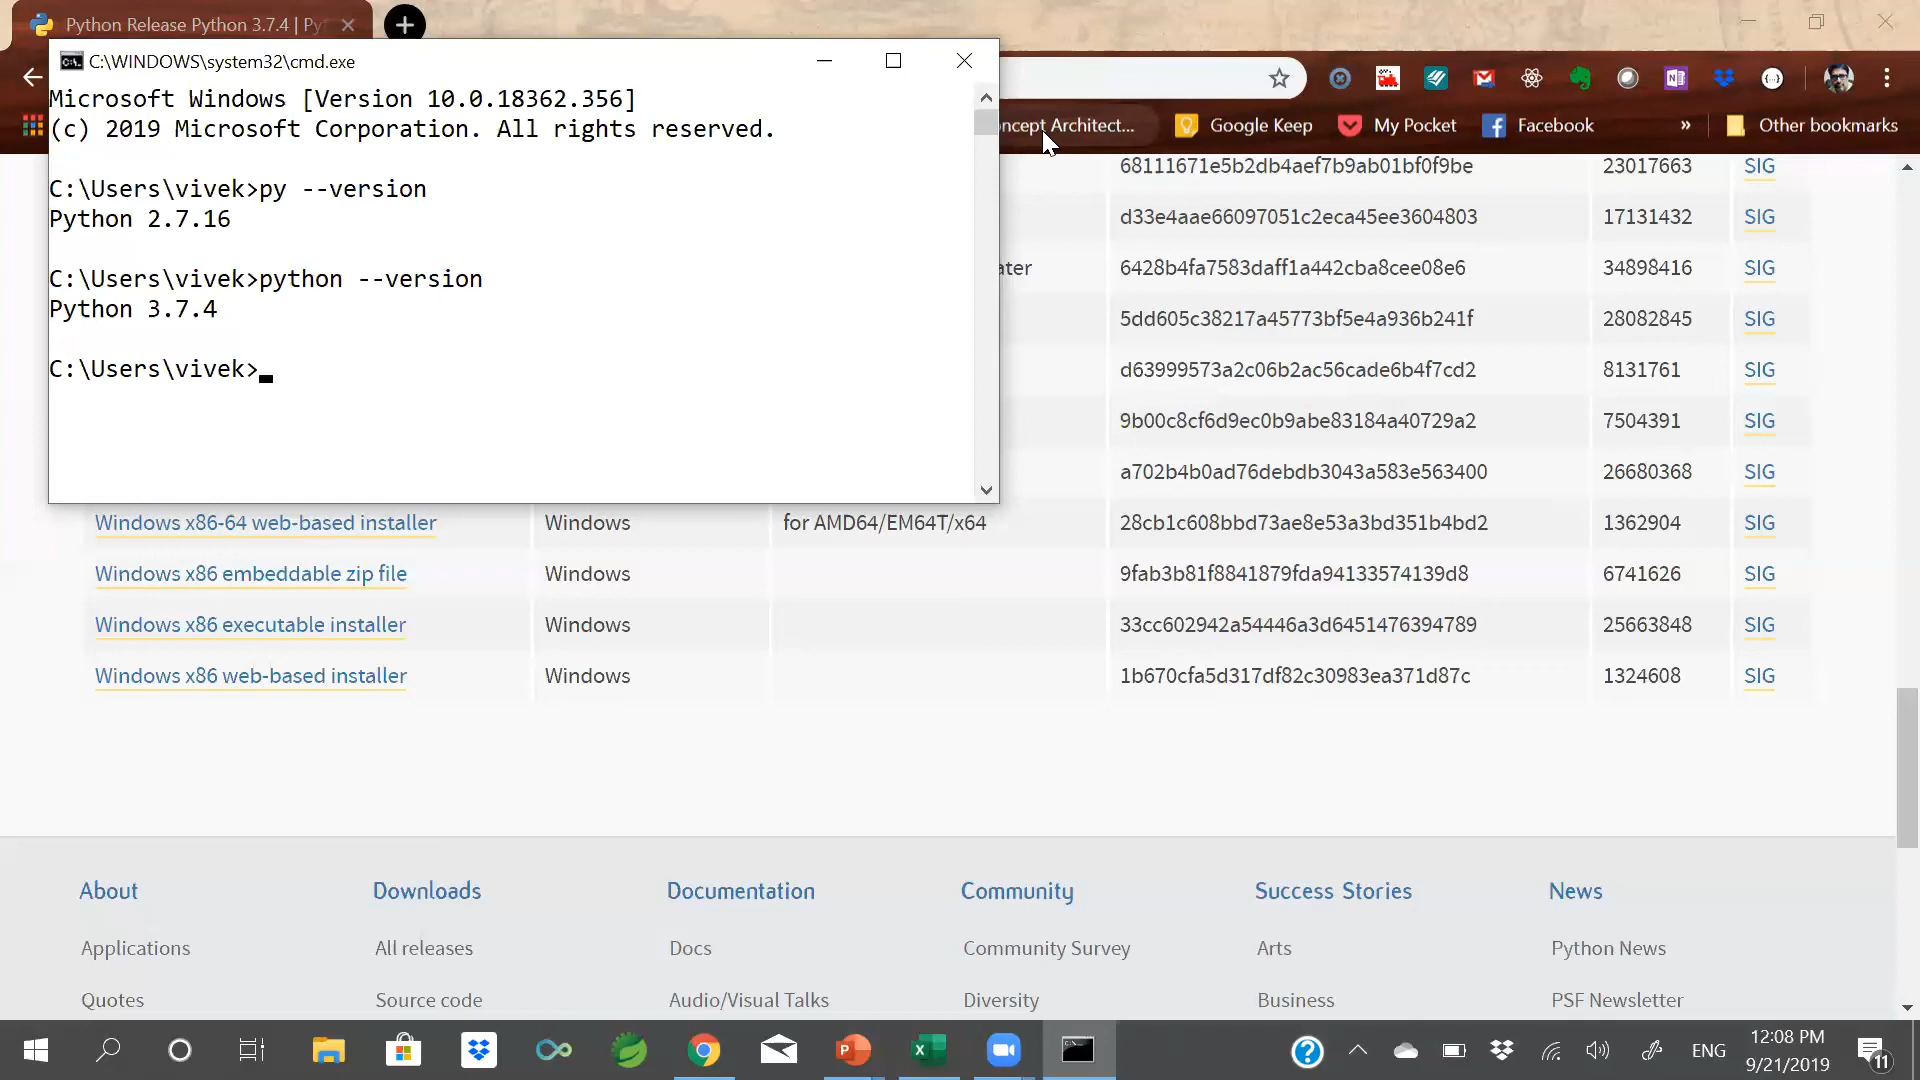 Python Release Python 3.7.4 | Py
C:\WINDOWS\system32\cmd.exe
Microsoft Windows [Version 10.0.18362.356]
(c) 2019 Microsoft Corporation. All rights reserved.
C:\Users\vivek>py --version
Python 2.7.16
C:\Users\vivek>python --version
Python 3.7.4
C:\Users\vivek>
oncept Architect...
Google Keep
My Pocket
Facebook
»
Other bookmarks
68111671e5b2db4aef7b9ab01bf0f9be 23017663 SIG
d33e4aae66097051c2eca45ee3604803 17131432 SIG
ater 6428b4fa7583daff1a442cba8cee08e6 34898416 SIG
5dd605c38217a45773bf5e4a936b241f 28082845 SIG
d63999573a2c06b2ac56cade6b4f7cd2 8131761 SIG
9b00c8cf6d9ec0b9abe83184a40729a2 7504391 SIG
a702b4b0ad76debdb3043a583e563400 26680368 SIG
Windows x86-64 web-based installer Windows for AMD64/EM64T/x64 28cb1c608bbd73ae8e53a3bd351b4bd2 1362904 SIG
Windows x86 embeddable zip file Windows 9fab3b81f8841879fda94133574139d8 6741626 SIG
Windows x86 executable installer Windows 33cc602942a54446a3d6451476394789 25663848 SIG
Windows x86 web-based installer Windows 1b670cfa5d317df82c30983ea371d87c 1324608 SIG
About Downloads Documentation Community Success Stories News
Applications All releases Docs Community Survey Arts Python News
Quotes Source code Audio/Visual Talks Diversity Business PSF Newsletter
ENG
12:08 PM
9/21/2019
11